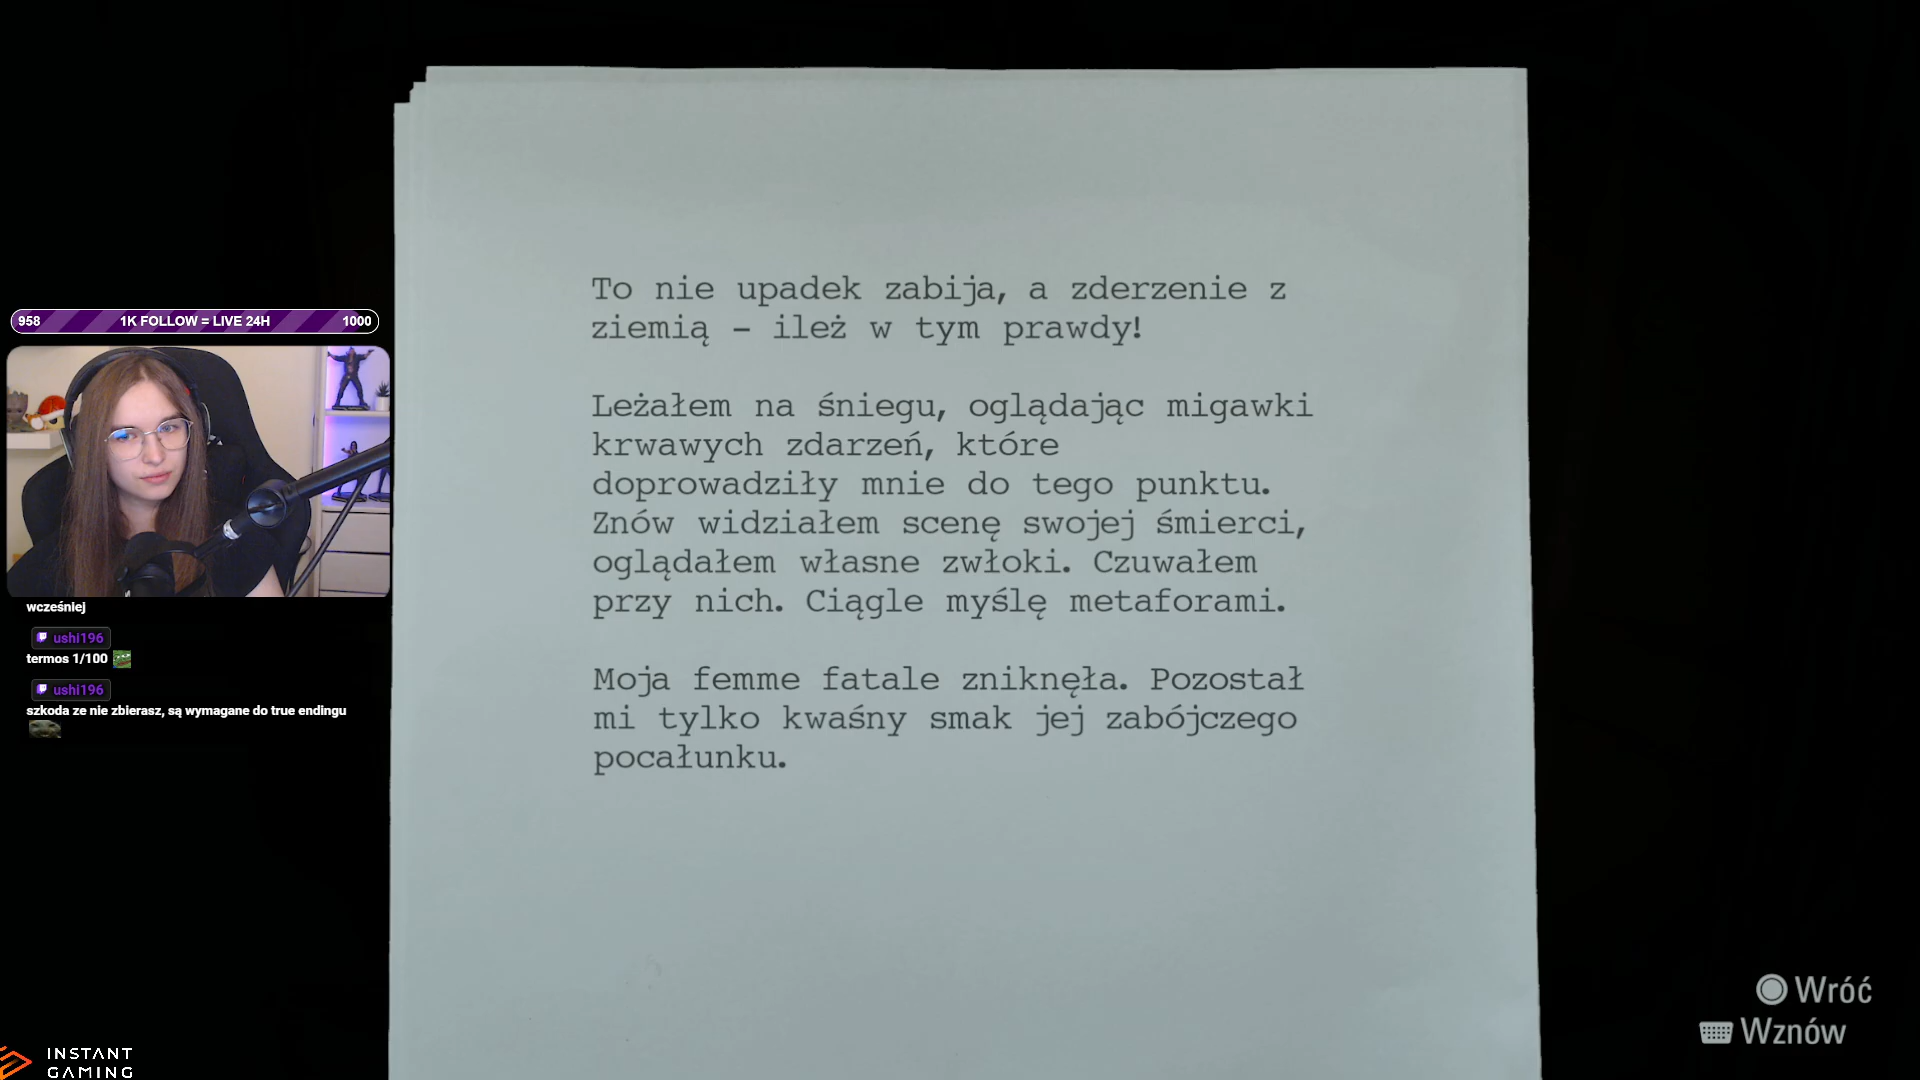 To nie upadek zabija, a zderzenie z
ziemią – ileż w tym prawdy!
Leżałem na śniegu, oglądając migawki
krwawych zdarzeń, które
doprowadziły mnie do tego punktu.
Znów widziałem scenę swojej śmierci,
oglądałem własne zwłoki. Czuwałem
przy nich. Ciągle myślę metaforami.
Moja femme fatale zniknęła. Pozostał
mi tylko kwaśny smak jej zabójczego
pocałunku.
958 1K FOLLOW = LIVE 24H 1000
wcześniej
ushi196
termos 1/100
ushi196
szkoda ze nie zbierasz, są wymagane do true endingu
INSTANT
GAMING
Wróć
Wznów